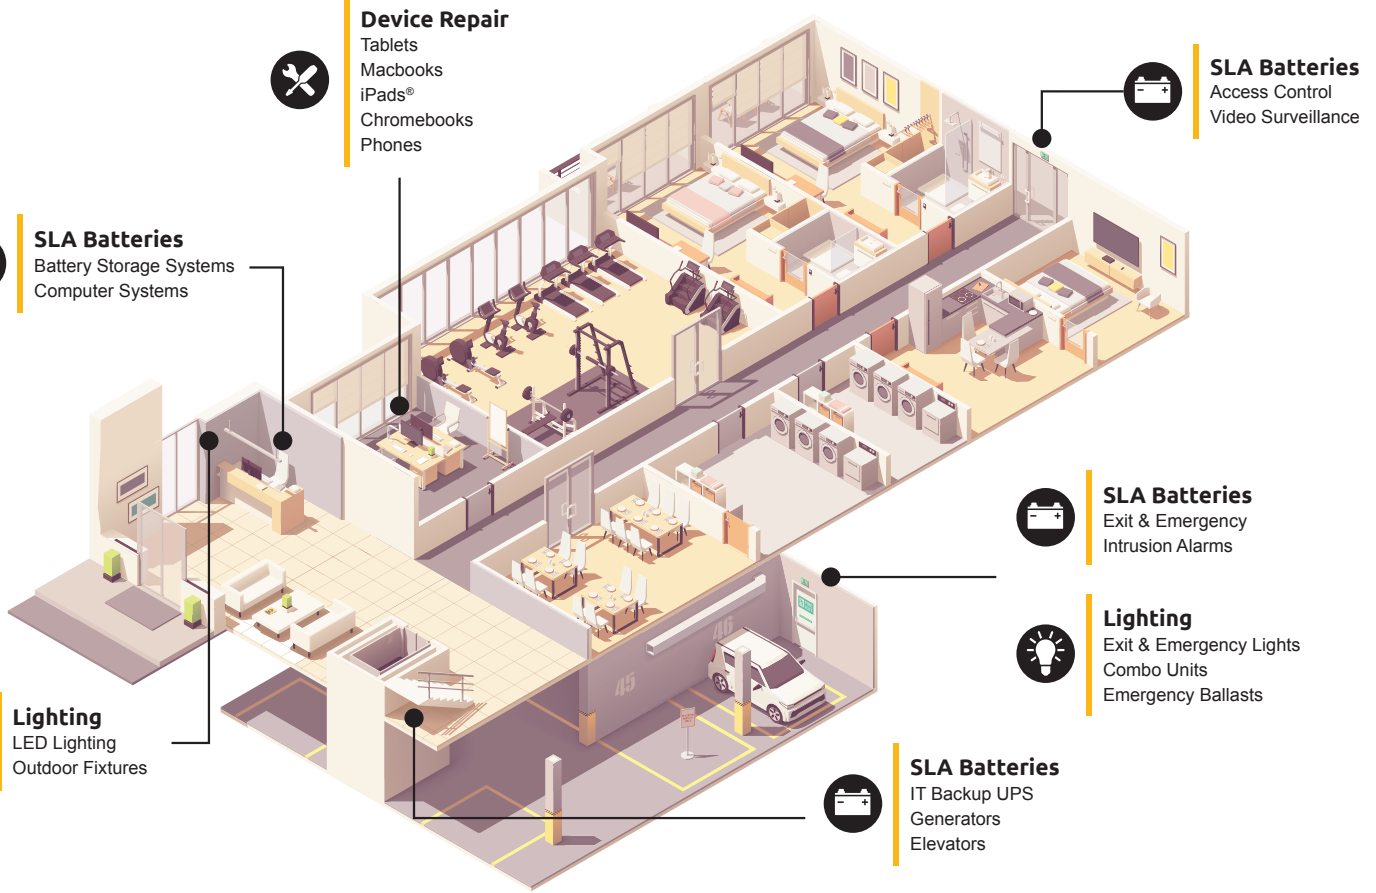 Device Repair
Tablets
Macbooks
iPads®
Chromebooks
Phones
SLA Batteries
Access Control
Video Surveillance
SLA Batteries
Battery Storage Systems
Computer Systems
SLA Batteries
Exit & Emergency
Intrusion Alarms
Lighting
Exit & Emergency Lights
Combo Units
Emergency Ballasts
46
45
Lighting
LED Lighting
Outdoor Fixtures
SLA Batteries
IT Backup UPS
Generators
Elevators